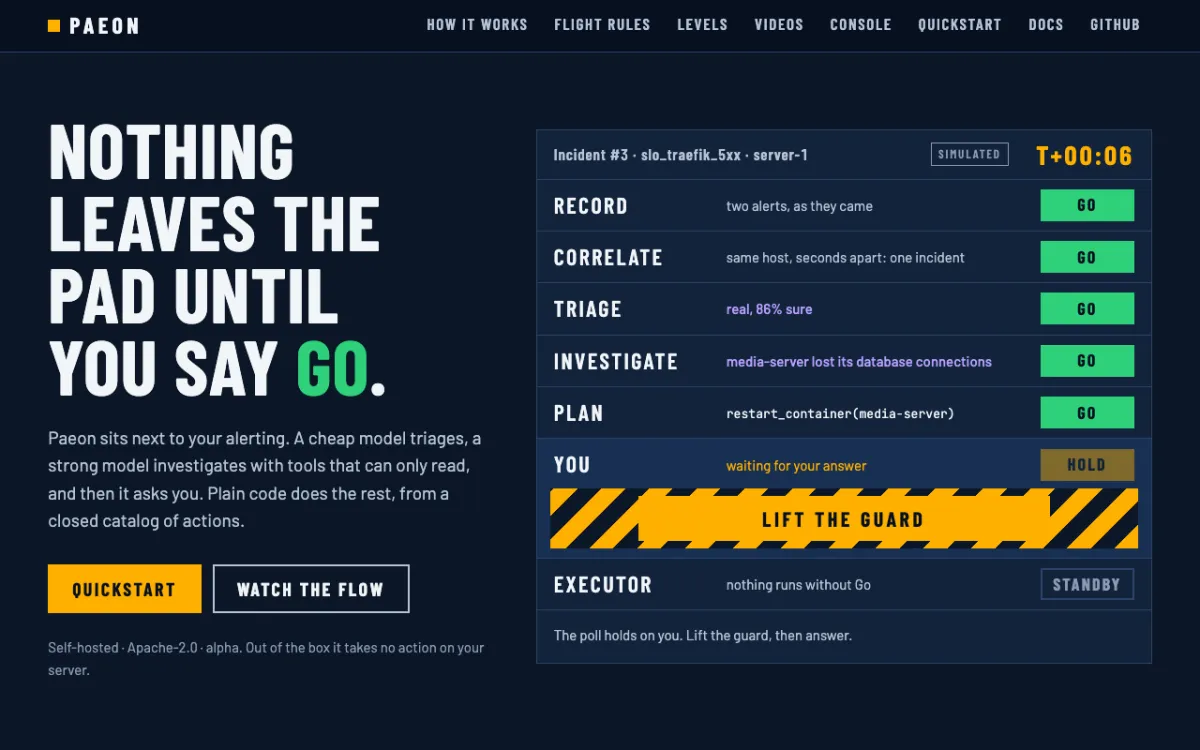 PAEON
HOW IT WORKS FLIGHT RULES LEVELS VIDEOS CONSOLE QUICKSTART DOCS GITHUB
NOTHING
LEAVES THE
PAD UNTIL
YOU SAY GO.
Paeon sits next to your alerting. A cheap model triages, a
strong model investigates with tools that can only read,
and then it asks you. Plain code does the rest, from a
closed catalog of actions.
QUICKSTART WATCH THE FLOW
Self-hosted · Apache-2.0 · alpha. Out of the box it takes no action on your
server.
Incident #3 · slo_traefik_5xx · server-1 SIMULATED T+00:06
RECORD two alerts, as they came GO
CORRELATE same host, seconds apart: one incident GO
TRIAGE real, 86% sure GO
INVESTIGATE media-server lost its database connections GO
PLAN restart_container(media-server) GO
YOU waiting for your answer HOLD
LIFT THE GUARD
EXECUTOR nothing runs without Go STANDBY
The poll holds on you. Lift the guard, then answer.